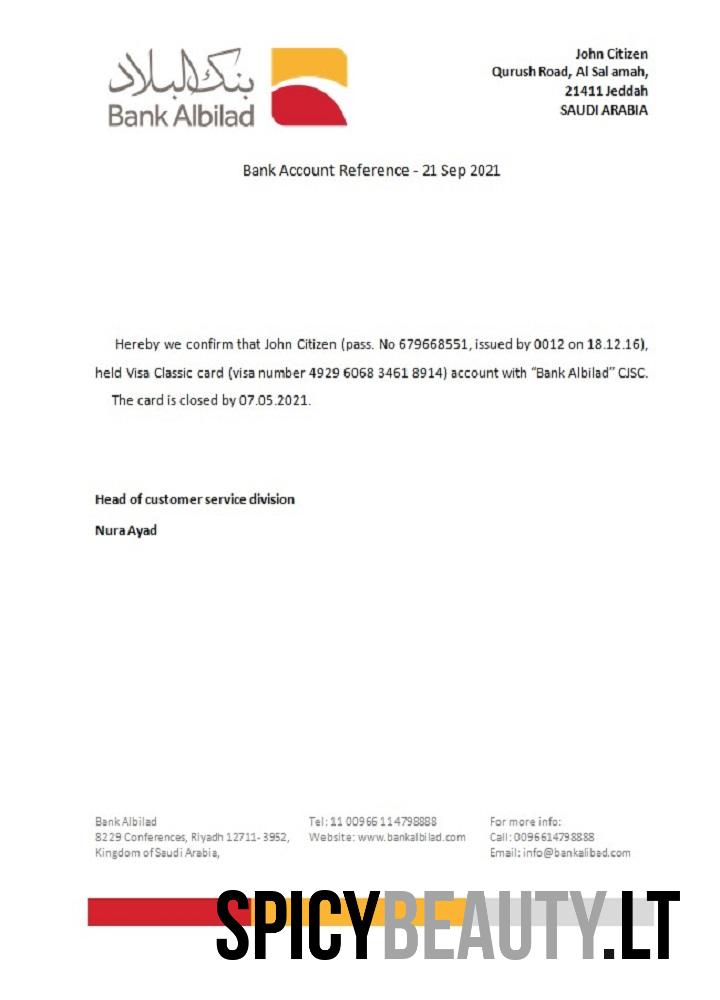 بنك البلاد
Bank Albilad
John Citizen
Qurush Road, Al Sal amah,
21411 Jeddah
SAUDI ARABIA
Bank Account Reference - 21 Sep 2021
Hereby we confirm that John Citizen (pass. No 679668551, issued by 0012 on 18.12.16),
held Visa Classic card (visa number 4929 6068 3461 8914) account with “Bank Albilad” CJSC.
The card is closed by 07.05.2021.
Head of customer service division
Nura Ayad
Bank Albilad
8229 Conferences, Riyadh 12711- 3952,
Kingdom of Saudi Arabia,
Tel: 11 00966 114798888
Website: www.bankalbilad.com
For more info:
Call: 0096614798888
Email: info@bankalibad.com
SPICYBEAUTY.LT